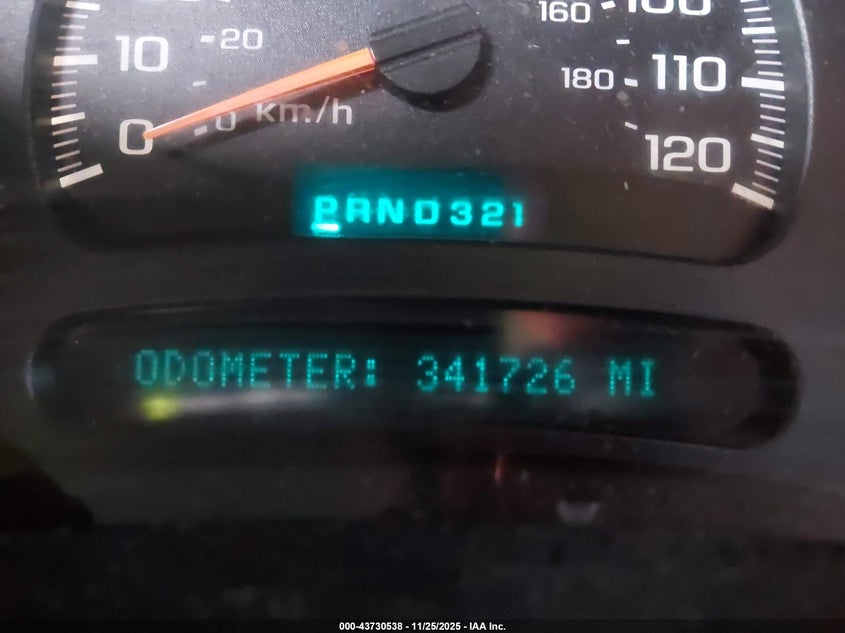 160 100
10 20
180 110
0 0 km/h
120
PRND321
ODOMETER: 341726 MI
000-43730538 - 11/25/2025 - IAA Inc.